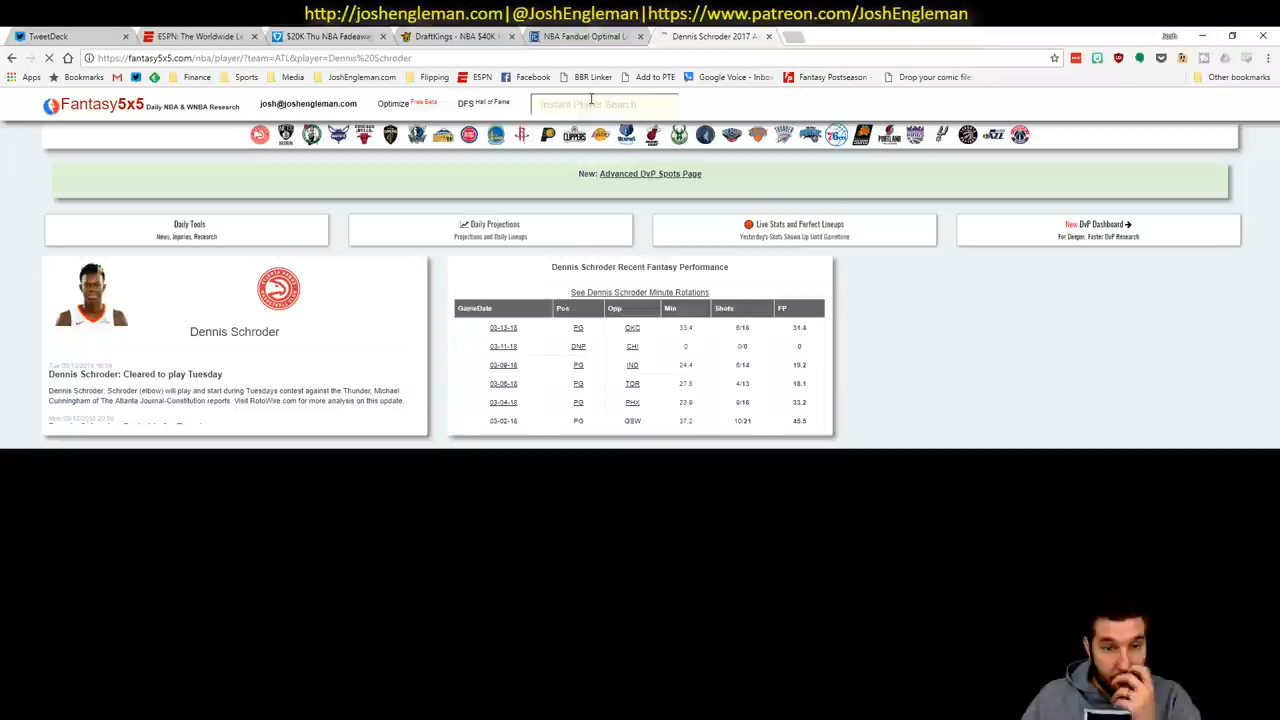 http://joshengleman.com|@JoshEngleman|https://www.patreon.com/JoshEngleman
TweetDeck
ESPN: The Worldwide Le
$20K Thu NBA Fadeaway
DraftKings - NBA $40K F
NBA Fanduel Optimal Li
Dennis Schroder 2017 A
Josh
https://fantasy5x5.com/nba/player/?team=ATL&player=Dennis%20Schroder
Apps
Bookmarks
Finance
Sports
Media
JoshEngleman.com
Flipping
ESPN
Facebook
BBR Linker
Add to PTE
Google Voice - Inbox
Fantasy Postseason
Drop your comic files
Other bookmarks
Fantasy5x5 Daily NBA & WNBA Research
josh@joshengleman.com
Optimize Free Beta
DFS Hall of Fame
Instant Player Search
New: Advanced DvP Spots Page
Daily Tools
News, Injuries, Research
Daily Projections
Projections and Daily Lineups
Live Stats and Perfect Lineups
Yesterday's Stats Shown Up Until Gametime
New DvP Dashboard
For Deeper, Faster DvP Research
Dennis Schroder
Cleared to play Tuesday
Dennis Schroder: Cleared to play Tuesday
Dennis Schroder: Schroder (elbow) will play and start during Tuesdays contest against the Thunder, Michael
Cunningham of The Atlanta Journal-Constitution reports. Visit RotoWire.com for more analysis on this update.
Dennis Schroder Recent Fantasy Performance
See Dennis Schroder Minute Rotations
GameDate Pos Opp Min Shots FP
03-13-18 PG OKC 33.4 6/16 31.4
03-11-18 DNP CHI 0 0/0 0
03-09-18 PG IND 24.4 6/14 19.2
03-06-18 PG TOR 27.8 4/13 18.1
03-04-18 PG PHX 23.9 9/16 33.2
03-02-18 PG GSW 37.2 10/21 45.5